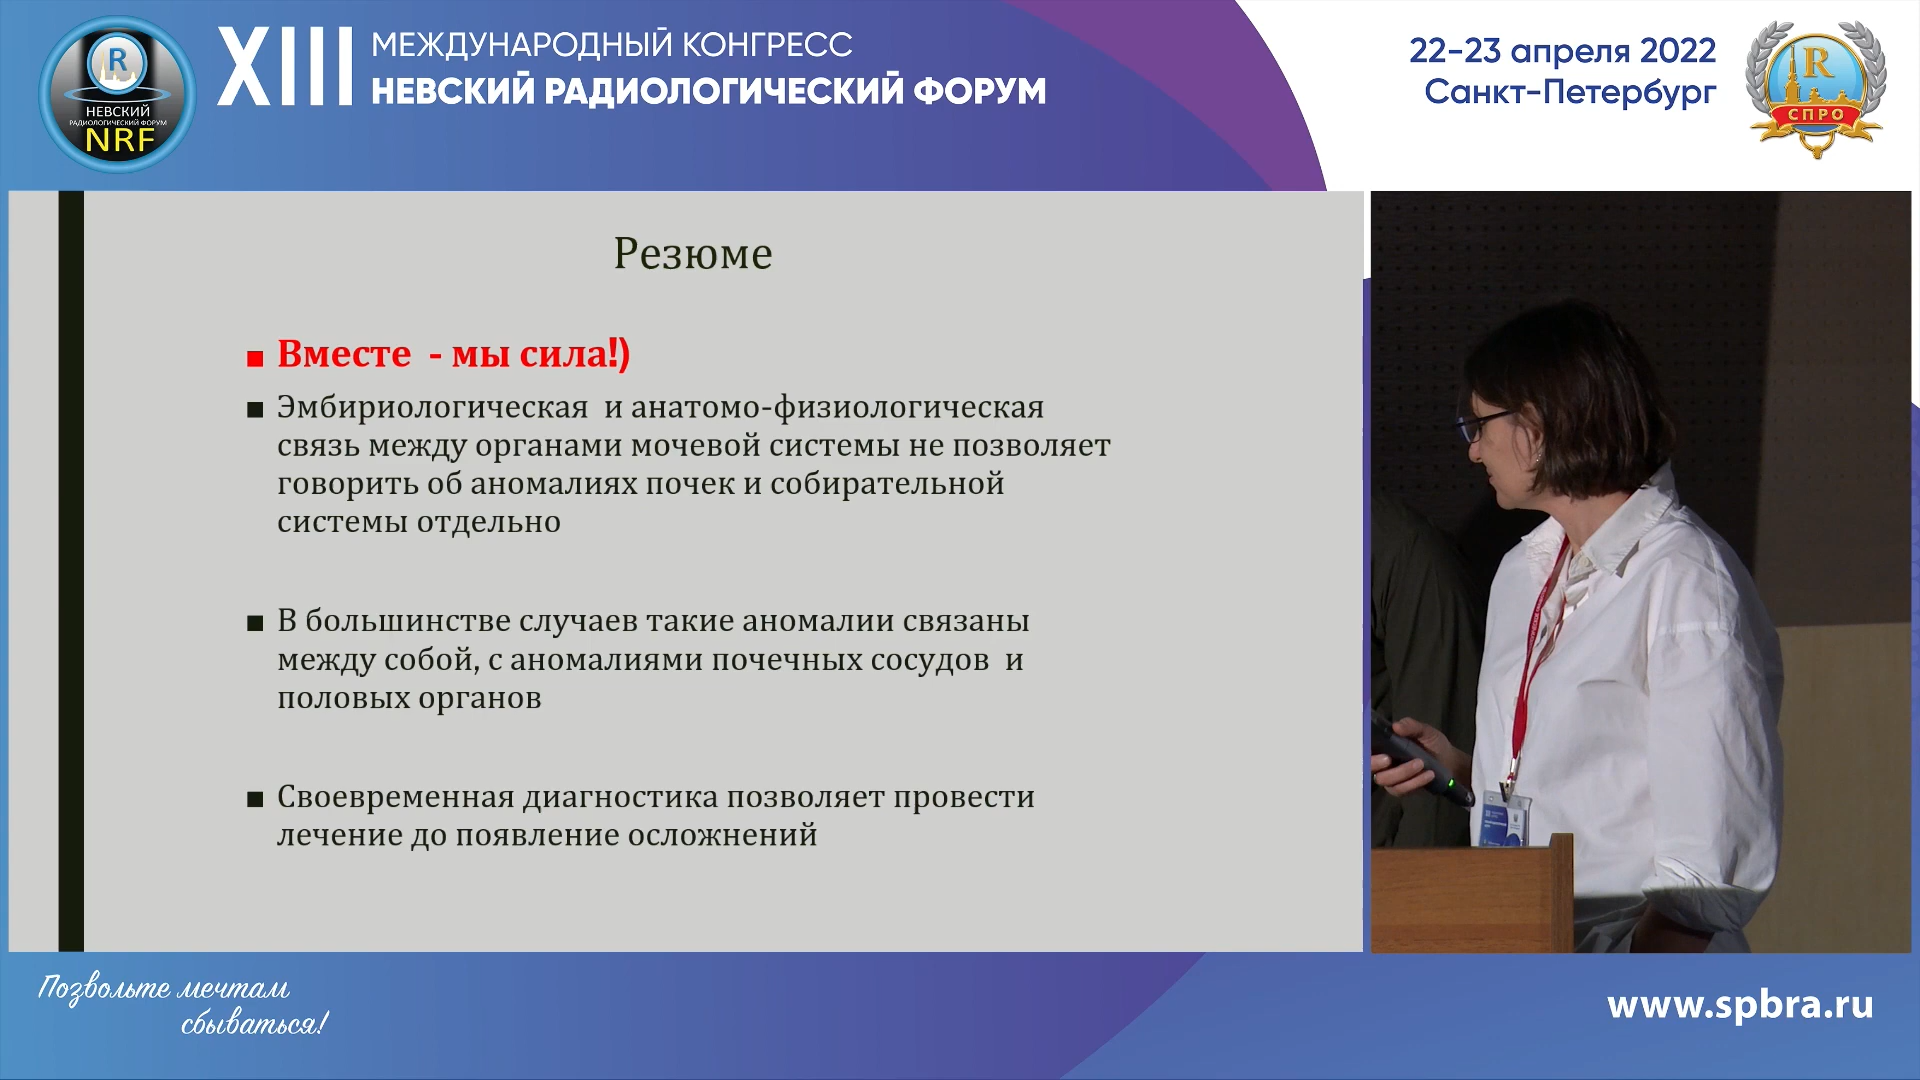 R
НЕВСКИЙ
РАДИОЛОГИЧЕСКИЙ ФОРУМ
NRF
XIII МЕЖДУНАРОДНЫЙ КОНГРЕСС
НЕВСКИЙ РАДИОЛОГИЧЕСКИЙ ФОРУМ
22-23 апреля 2022
Санкт-Петербург
R
СПРО
Резюме
Вместе - мы сила!)
Эмбириологическая и анатомо-физиологическая
связь между органами мочевой системы не позволяет
говорить об аномалиях почек и собирательной
системы отдельно
В большинстве случаев такие аномалии связаны
между собой, с аномалиями почечных сосудов и
половых органов
Своевременная диагностика позволяет провести
лечение до появление осложнений
Позвольте мечтам
сбываться!
www.spbra.ru